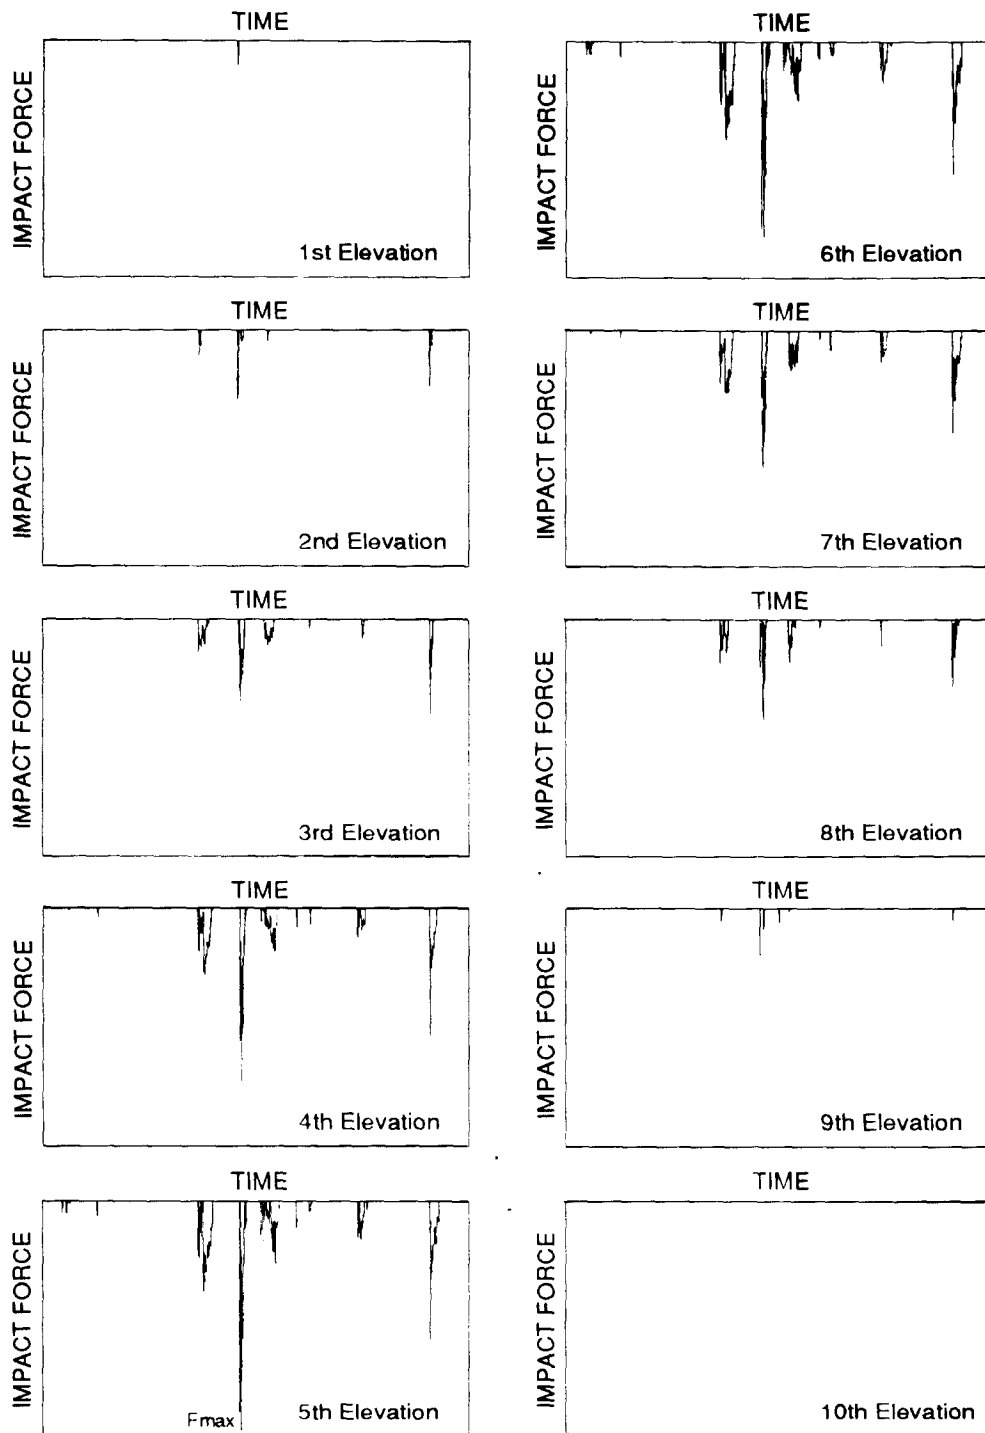 TIME
IMPACT FORCE
1st Elevation
TIME
IMPACT FORCE
2nd Elevation
TIME
IMPACT FORCE
3rd Elevation
TIME
IMPACT FORCE
4th Elevation
TIME
IMPACT FORCE
Fmax
5th Elevation
TIME
IMPACT FORCE
6th Elevation
TIME
IMPACT FORCE
7th Elevation
TIME
IMPACT FORCE
8th Elevation
TIME
IMPACT FORCE
9th Elevation
TIME
IMPACT FORCE
10th Elevation